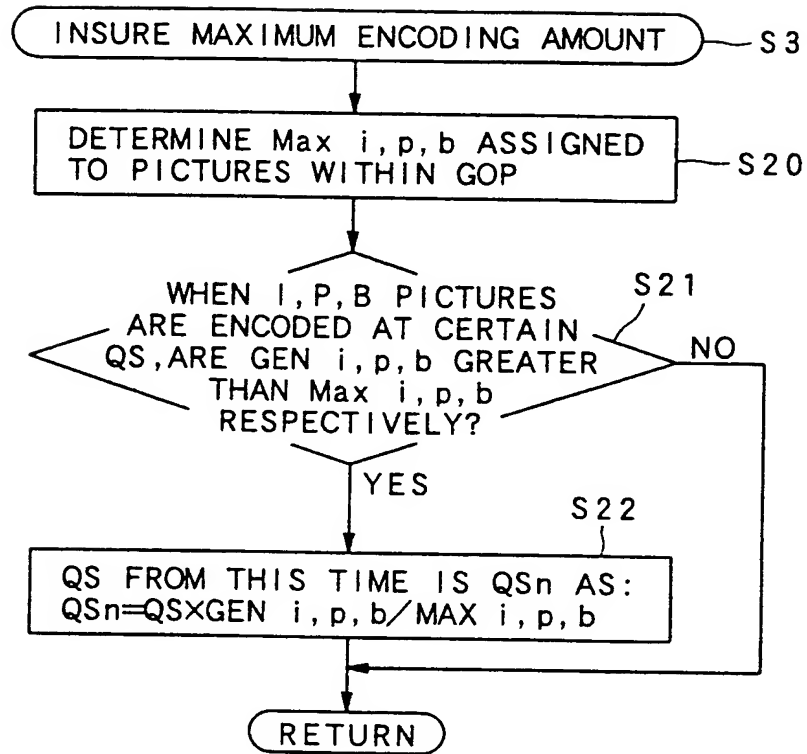 INSURE MAXIMUM ENCODING AMOUNT
S3
DETERMINE Max i,p,b ASSIGNED
TO PICTURES WITHIN GOP
S20
WHEN I,P,B PICTURES
ARE ENCODED AT CERTAIN
QS,ARE GEN i,p,b GREATER
THAN Max i,p,b
RESPECTIVELY?
S21
NO
YES
S22
QS FROM THIS TIME IS QSn AS:
QSn=QS×GEN i,p,b/MAX i,p,b
RETURN